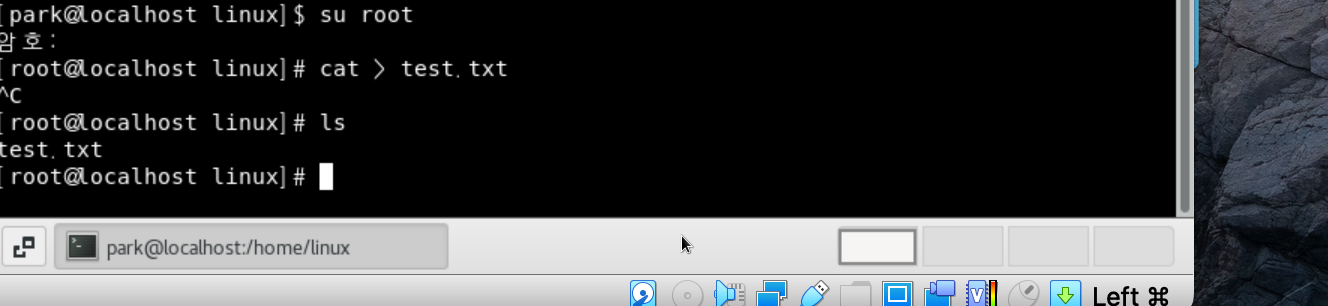 [park@localhost linux]$ su root
암호:
[root@localhost linux]# cat > test.txt
^C
[root@localhost linux]# ls
test.txt
[root@localhost linux]#
park@localhost:/home/linux
Left ⌘